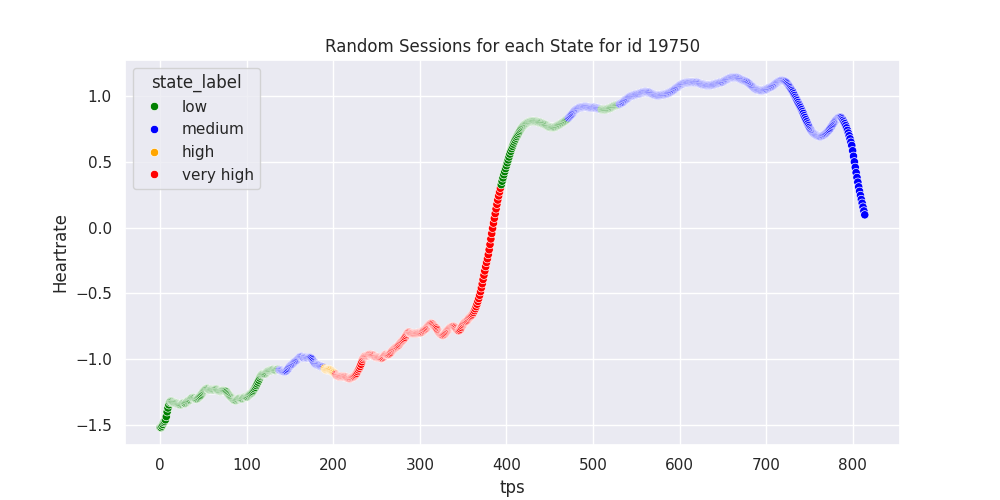 Random Sessions for each State for id 19750
state_label
low
medium
high
very high
Heartrate
1.0
0.5
0.0
−0.5
−1.0
−1.5
0 100 200 300 400 500 600 700 800
tps